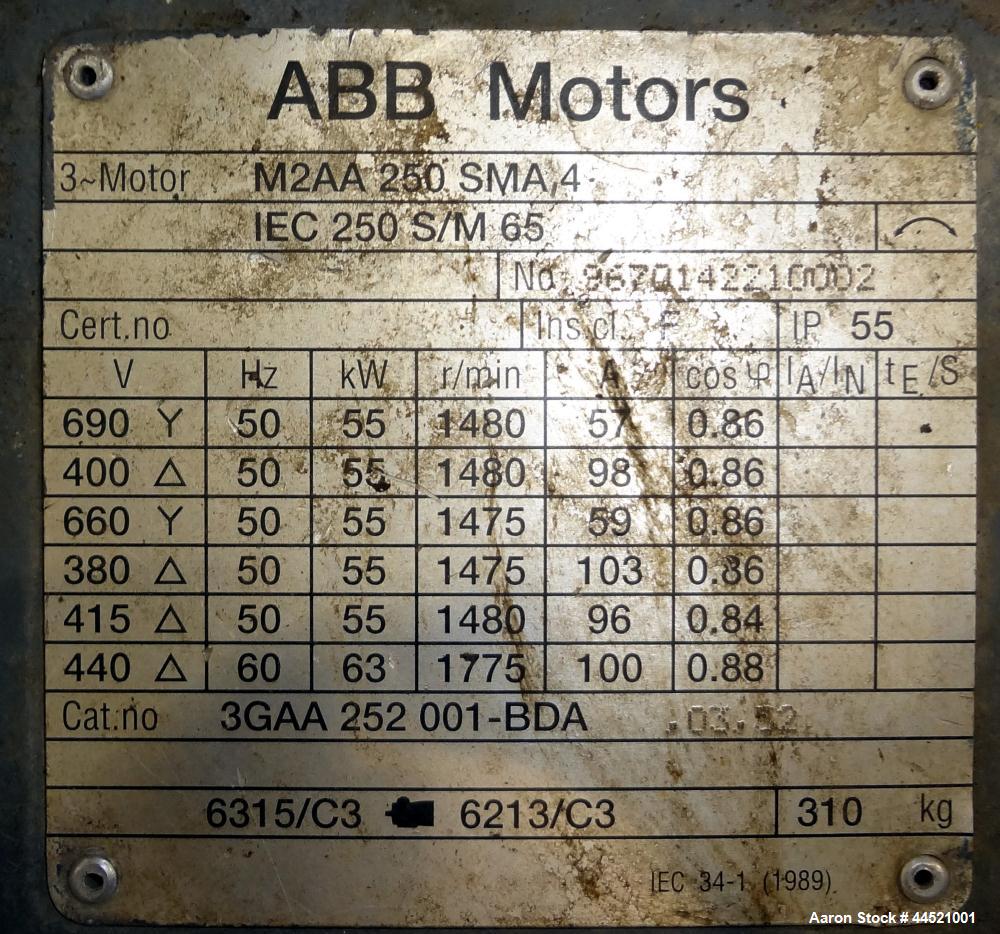 ABB Motors
3~Motor M2AA 250 SMA,4
IEC 250 S/M 65
No 9670142210002
Cert.no Ins.cl. F IP 55
V Hz kW r/min A cos φ IA/IN tE/S
690 Y 50 55 1480 57 0.86
400 △ 50 55 1480 98 0.86
660 Y 50 55 1475 59 0.86
380 △ 50 55 1475 103 0.86
415 △ 50 55 1480 96 0.84
440 △ 60 63 1775 100 0.88
Cat.no 3GAA 252 001-BDA
6315/C3 6213/C3 310 kg
IEC 34-1 (1989)
Aaron Stock # 44521001